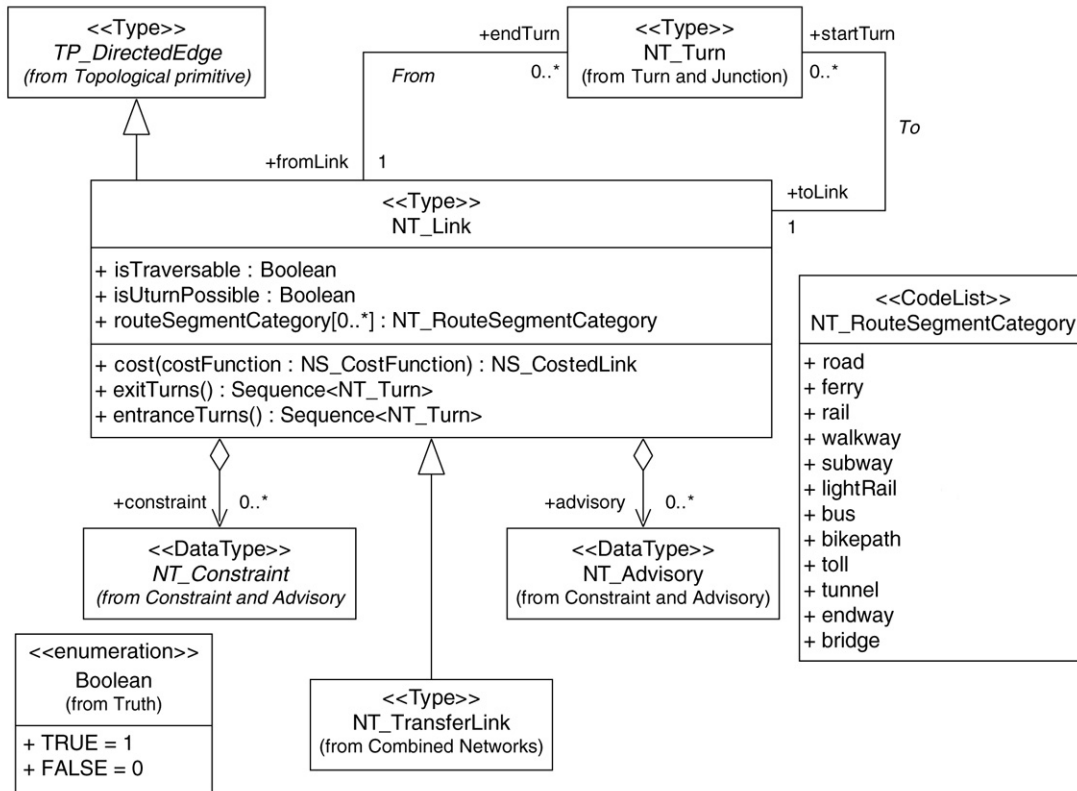 <<Type>>
TP_DirectedEdge
(from Topological primitive)
+endTurn
0..*
From
<<Type>>
NT_Turn
(from Turn and Junction)
+startTurn
0..*
To
+fromLink
1
+toLink
1
<<Type>>
NT_Link
+ isTraversable : Boolean
+ isUturnPossible : Boolean
+ routeSegmentCategory[0..*] : NT_RouteSegmentCategory
+ cost(costFunction : NS_CostFunction) : NS_CostedLink
+ exitTurns() : Sequence<NT_Turn>
+ entranceTurns() : Sequence<NT_Turn>
<<CodeList>>
NT_RouteSegmentCategory
+ road
+ ferry
+ rail
+ walkway
+ subway
+ lightRail
+ bus
+ bikepath
+ toll
+ tunnel
+ endway
+ bridge
+constraint
0..*
+advisory
0..*
<<DataType>>
NT_Constraint
(from Constraint and Advisory
<<DataType>>
NT_Advisory
(from Constraint and Advisory)
<<enumeration>>
Boolean
(from Truth)
+ TRUE = 1
+ FALSE = 0
<<Type>>
NT_TransferLink
(from Combined Networks)